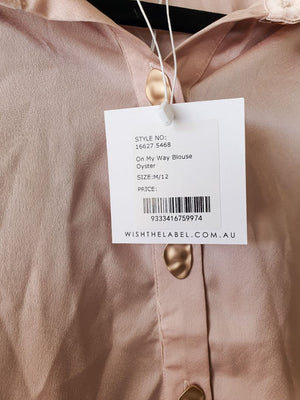 STYLE NO:
16627.5468
On My Way Blouse
Oyster
SIZE:M/12
PRICE:
9333416759974
WISHTHELABEL.COM.AU